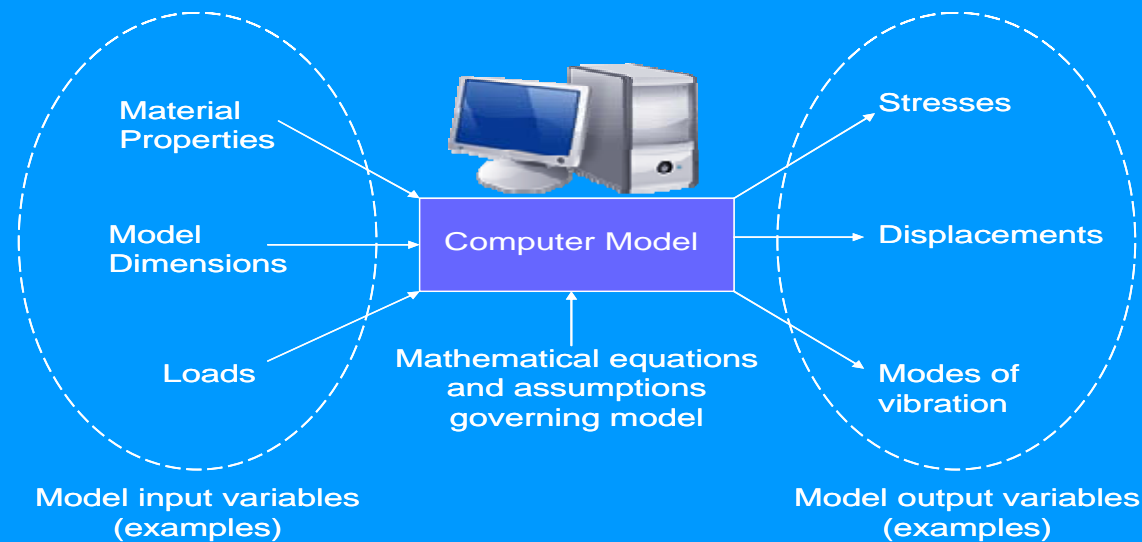 Material
Properties
Model
Dimensions
Loads
Model input variables
(examples)
Computer Model
Mathematical equations
and assumptions
governing model
Stresses
Displacements
Modes of
vibration
Model output variables
(examples)